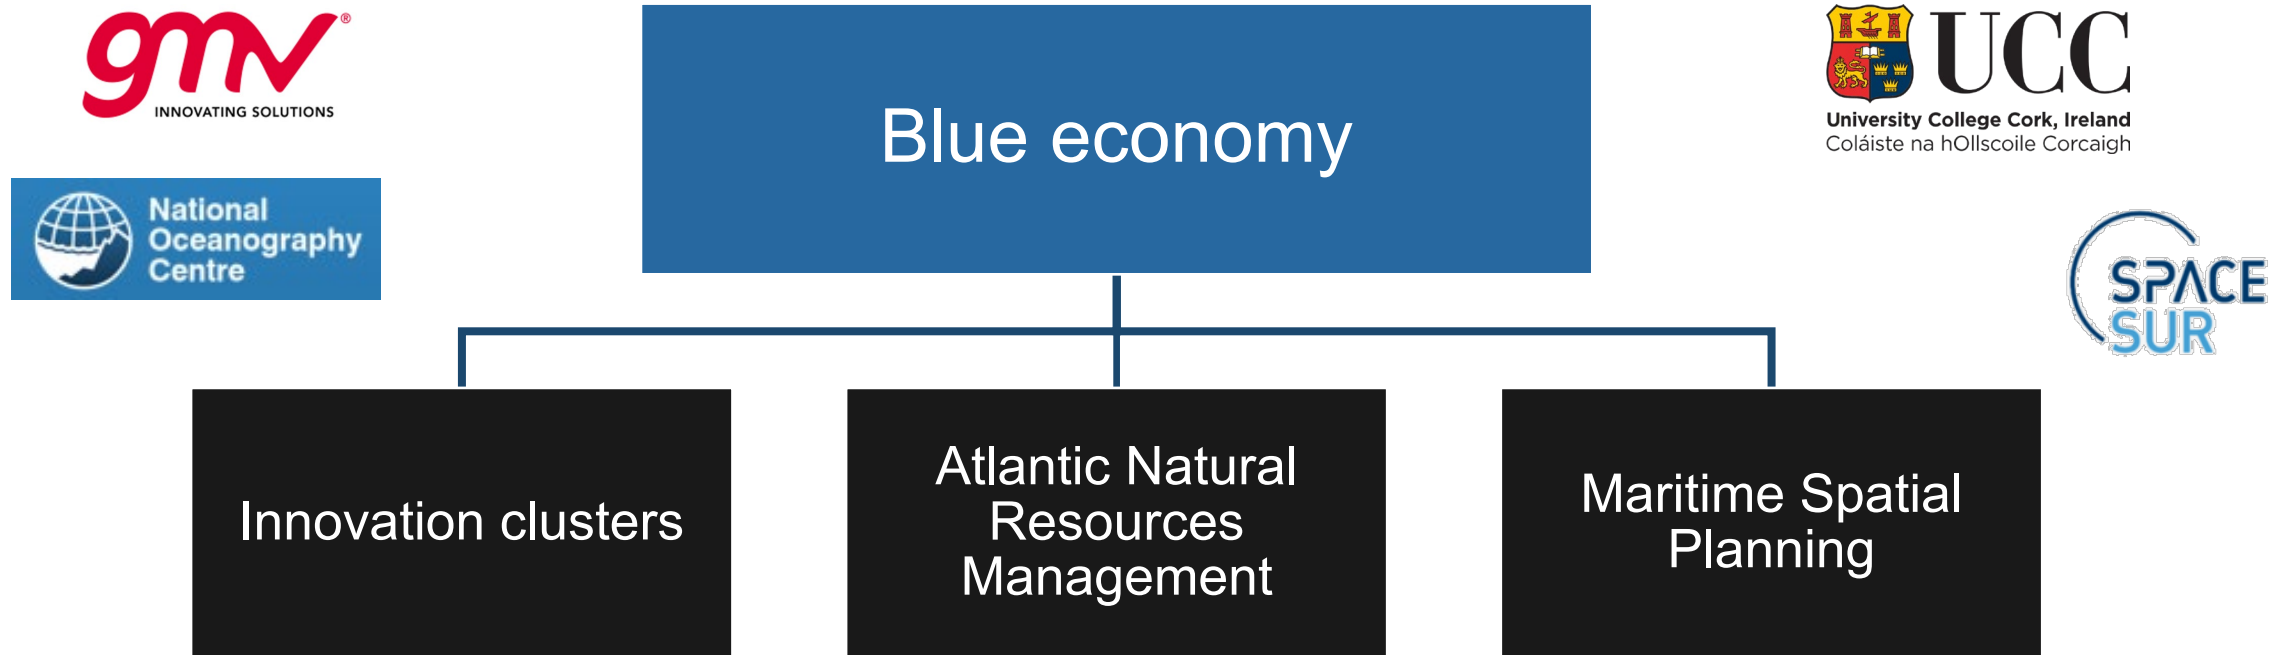 gmv®
INNOVATING SOLUTIONS
National
Oceanography
Centre
Blue economy
UCC
University College Cork, Ireland
Coláiste na hOllscoile Corcaigh
SPACE
SUR
Innovation clusters
Atlantic Natural
Resources
Management
Maritime Spatial
Planning